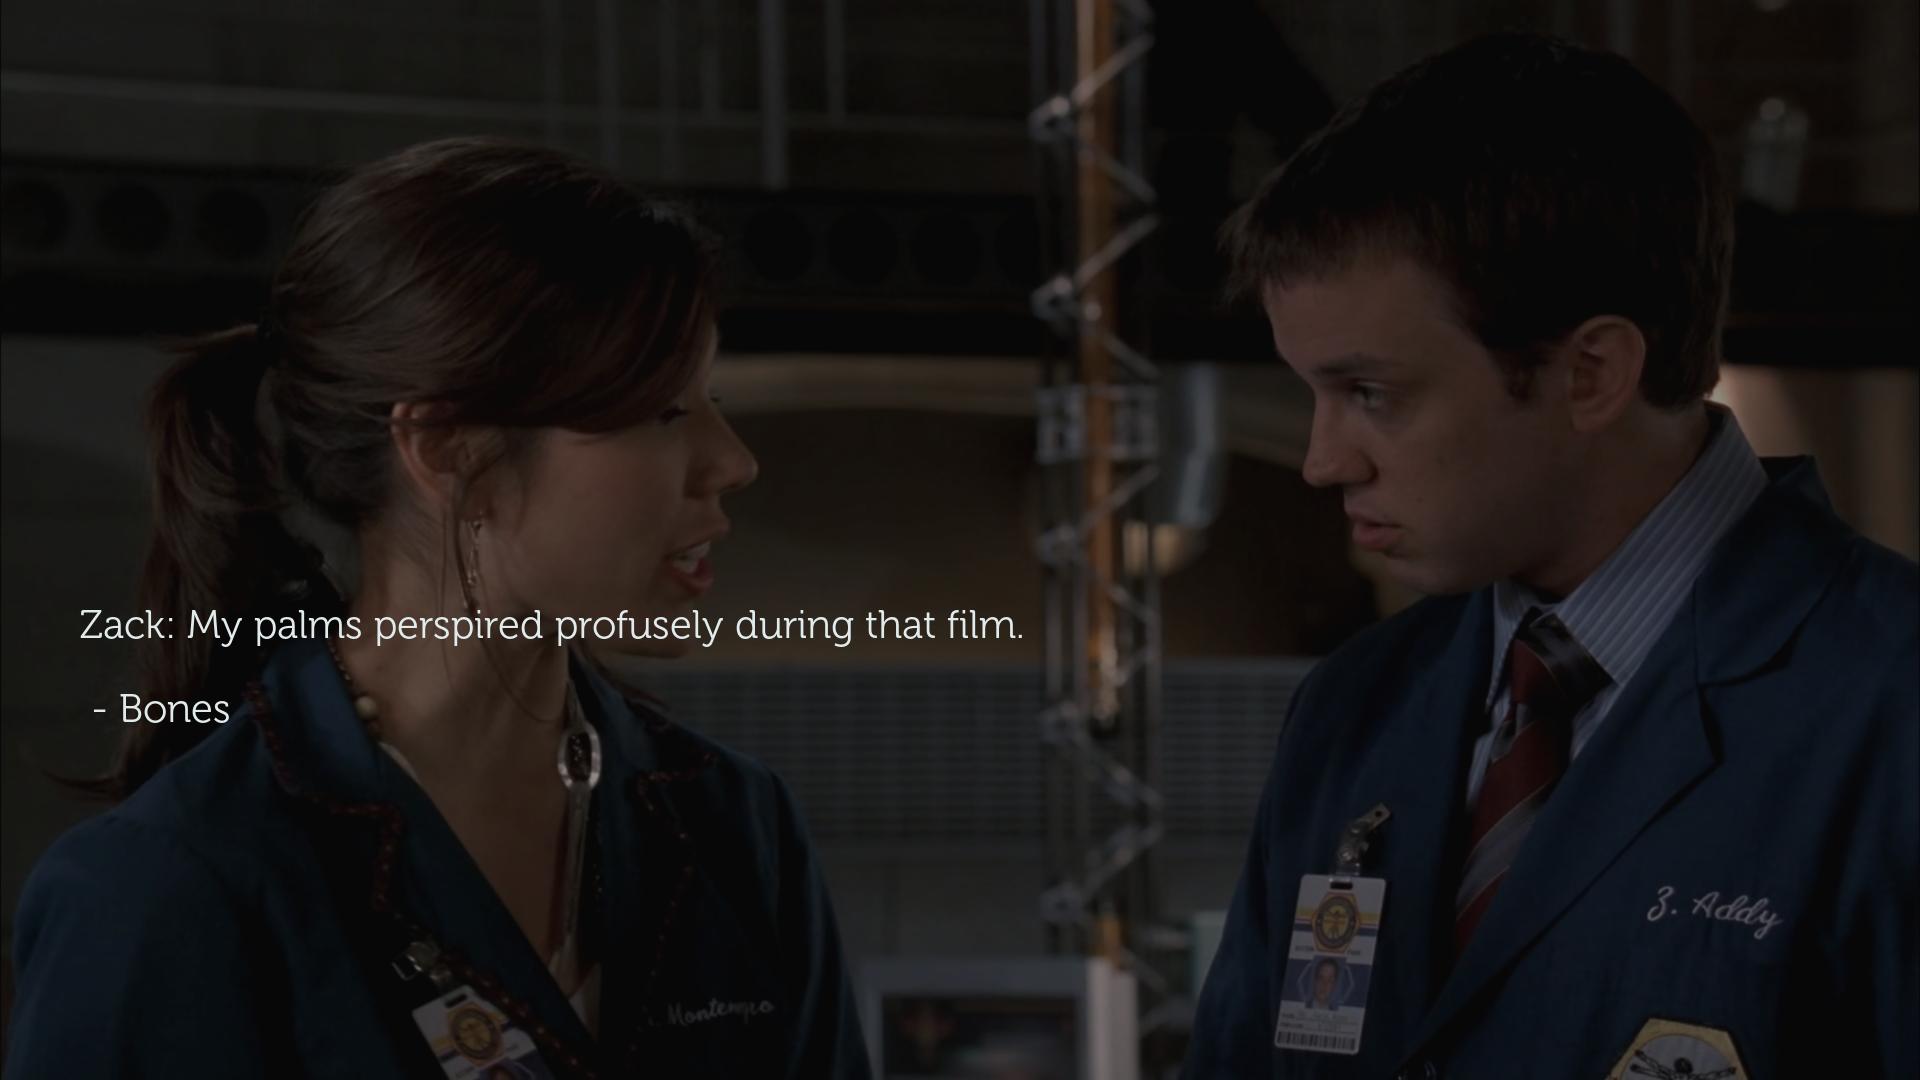 Zack: My palms perspired profusely during that film.
- Bones
Z. Addy
Montenegro